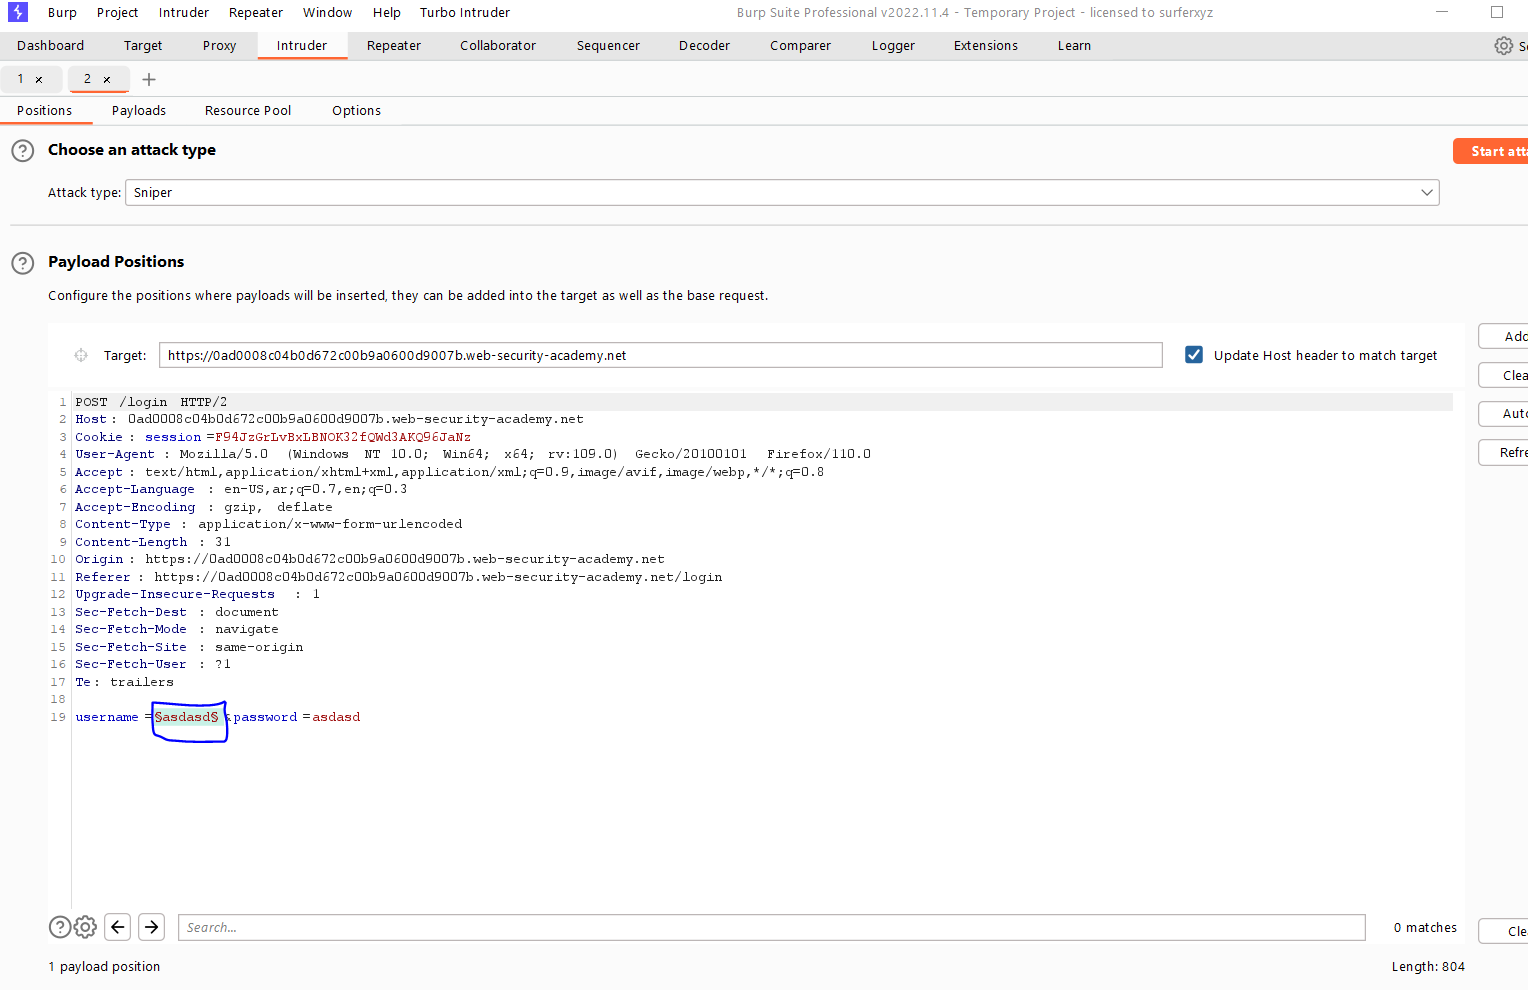 Burp Project Intruder Repeater Window Help Turbo Intruder Burp Suite Professional v2022.11.4 - Temporary Project - licensed to surferxyz
Dashboard Target Proxy Intruder Repeater Collaborator Sequencer Decoder Comparer Logger Extensions Learn
1 × 2 × +
Positions Payloads Resource Pool Options
? Choose an attack type
Start att
Attack type: Sniper
? Payload Positions
Configure the positions where payloads will be inserted, they can be added into the target as well as the base request.
Add
Target: https://0ad0008c04b0d672c00b9a0600d9007b.web-security-academy.net Update Host header to match target
Clea
Auto
Refre
1 POST /login HTTP/2
2 Host: 0ad0008c04b0d672c00b9a0600d9007b.web-security-academy.net
3 Cookie: session=F94JzGrLvBxLBNOK32fQWd3AKQ96JaNz
4 User-Agent: Mozilla/5.0 (Windows NT 10.0; Win64; x64; rv:109.0) Gecko/20100101 Firefox/110.0
5 Accept: text/html,application/xhtml+xml,application/xml;q=0.9,image/avif,image/webp,*/*;q=0.8
6 Accept-Language: en-US,ar;q=0.7,en;q=0.3
7 Accept-Encoding: gzip, deflate
8 Content-Type: application/x-www-form-urlencoded
9 Content-Length: 31
10 Origin: https://0ad0008c04b0d672c00b9a0600d9007b.web-security-academy.net
11 Referer: https://0ad0008c04b0d672c00b9a0600d9007b.web-security-academy.net/login
12 Upgrade-Insecure-Requests: 1
13 Sec-Fetch-Dest: document
14 Sec-Fetch-Mode: navigate
15 Sec-Fetch-Site: same-origin
16 Sec-Fetch-User: ?1
17 Te: trailers
18
19 username=§asdasd§&password=asdasd
? Search... 0 matches
Clea
1 payload position Length: 804